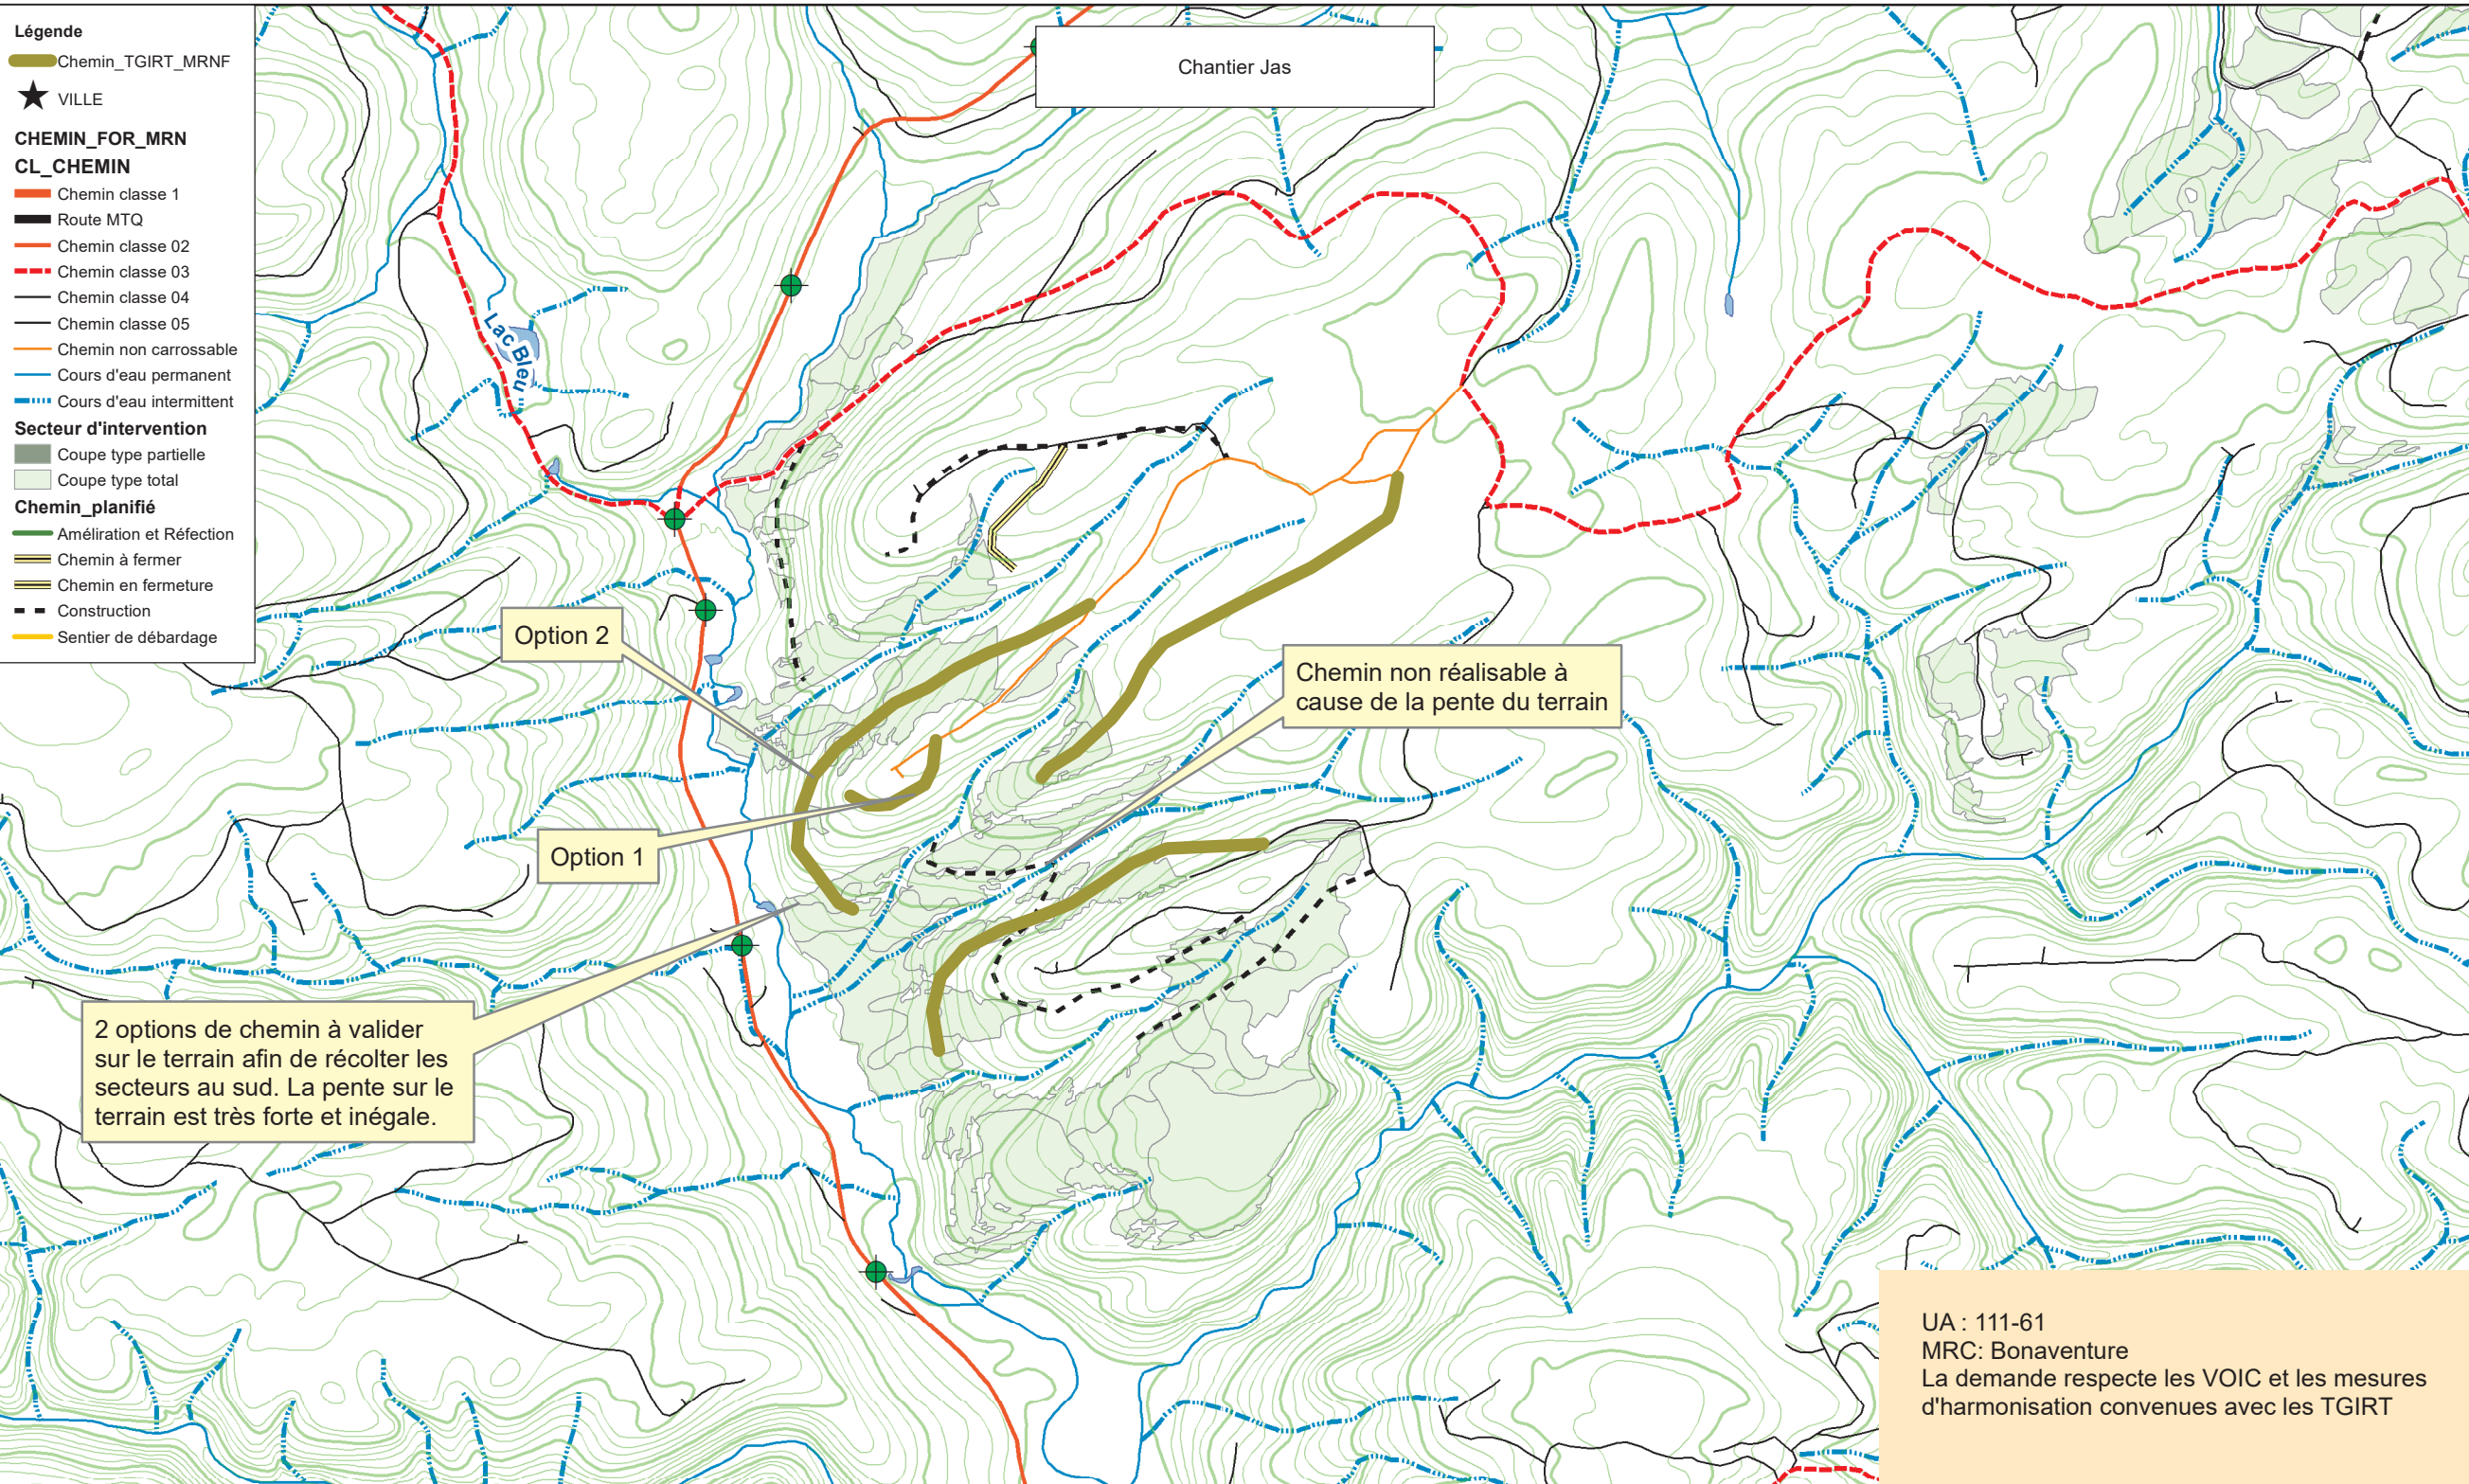 Légende
Chemin_TGIRT_MRNF
VILLE
CHEMIN_FOR_MRN
CL_CHEMIN
Chemin classe 1
Route MTQ
Chemin classe 02
Chemin classe 03
Chemin classe 04
Chemin classe 05
Chemin non carrossable
Cours d'eau permanent
Cours d'eau intermittent
Secteur d'intervention
Coupe type partielle
Coupe type total
Chemin_planifié
Améliration et Réfection
Chemin à fermer
Chemin en fermeture
Construction
Sentier de débardage
Chantier Jas
Lac Bleu
Option 2
Chemin non réalisable à
cause de la pente du terrain
Option 1
2 options de chemin à valider
sur le terrain afin de récolter les
secteurs au sud. La pente sur le
terrain est très forte et inégale.
UA : 111-61
MRC: Bonaventure
La demande respecte les VOIC et les mesures
d'harmonisation convenues avec les TGIRT